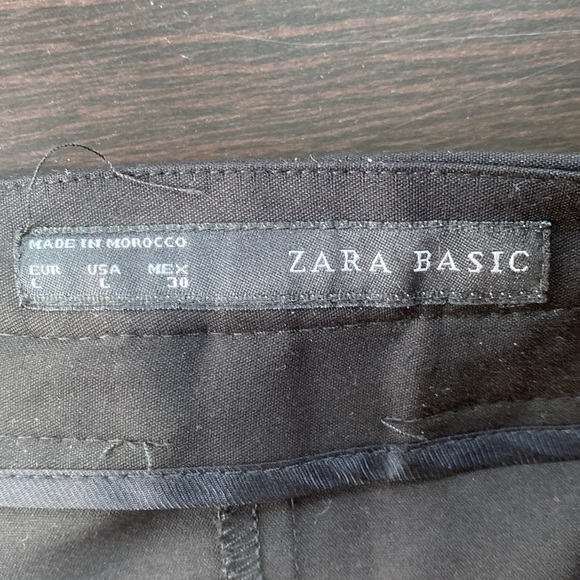 MADE IN MOROCCO
EUR USA MEX
L L 30
ZARA BASIC